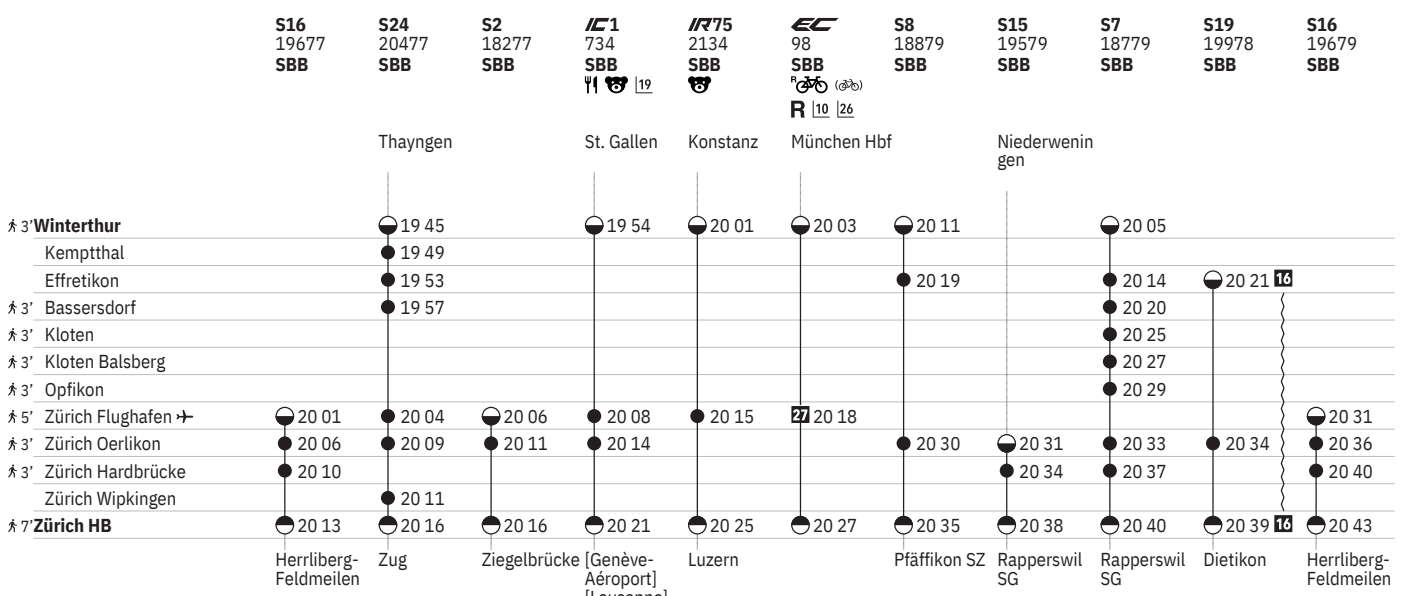 S16 S24 S2 IC1 IR75 EC S8 S15 S7 S19 S16
19677 20477 18277 734 2134 98 18879 19579 18779 19978 19679
SBB SBB SBB SBB SBB SBB SBB SBB SBB SBB SBB
19 R
R 10 26
Thayngen St. Gallen Konstanz München Hbf Niederwenin
gen
3’ Winterthur 19 45 19 54 20 01 20 03 20 11 20 05
Kemptthal 19 49
Effretikon 19 53 20 19 20 14 20 21 16
3’ Bassersdorf 19 57 20 20
3’ Kloten 20 25
3’ Kloten Balsberg 20 27
3’ Opfikon 20 29
5’ Zürich Flughafen 20 01 20 04 20 06 20 08 20 15 27 20 18 20 31
3’ Zürich Oerlikon 20 06 20 09 20 11 20 14 20 30 20 31 20 33 20 34 20 36
3’ Zürich Hardbrücke 20 10 20 34 20 37 20 40
Zürich Wipkingen 20 11
7’ Zürich HB 20 13 20 16 20 16 20 21 20 25 20 27 20 35 20 38 20 40 20 39 16 20 43
Herrliberg- Zug Ziegelbrücke [Genève- Luzern Pfäffikon SZ Rapperswil Rapperswil Dietikon Herrliberg-
Feldmeilen Aéroport] SG SG Feldmeilen